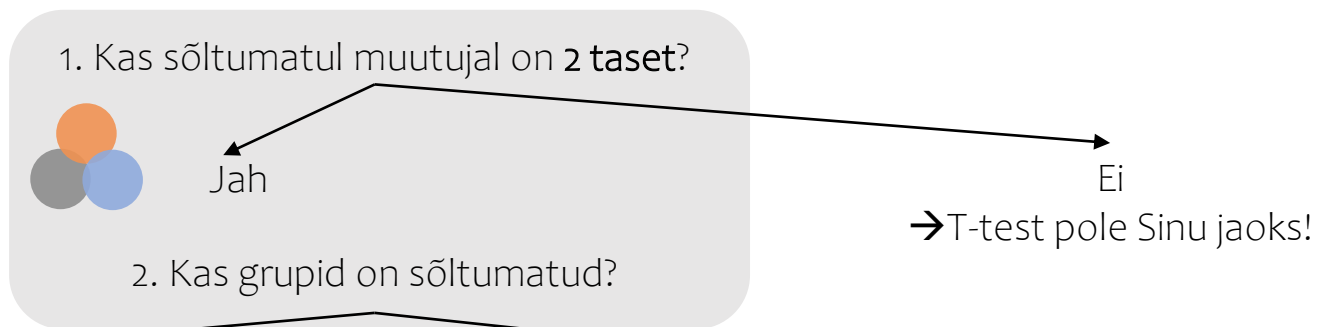 1. Kas sõltumatul muutujal on 2 taset?
Jah
Ei
→T-test pole Sinu jaoks!
2. Kas grupid on sõltumatud?